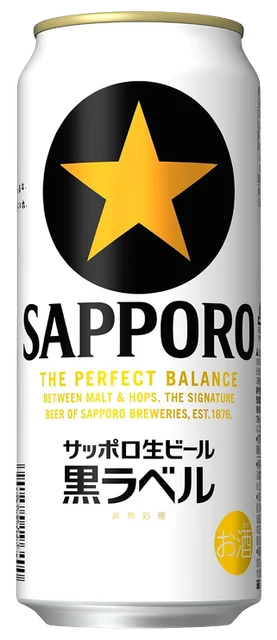 SAPPORO
THE PERFECT BALANCE
BETWEEN MALT & HOPS. THE SIGNATURE
BEER OF SAPPORO BREWERIES, EST. 1876.
サッポロ生ビール
黒ラベル
非熱処理
お酒